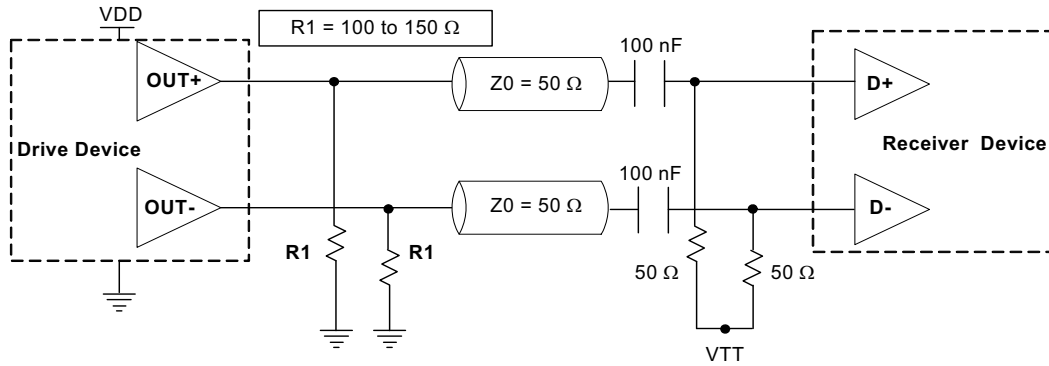 VDD
R1 = 100 to 150 Ω
100 nF
OUT+
Z0 = 50 Ω
D+
Drive Device
Receiver Device
100 nF
OUT-
Z0 = 50 Ω
D-
R1
R1
50 Ω
50 Ω
VTT